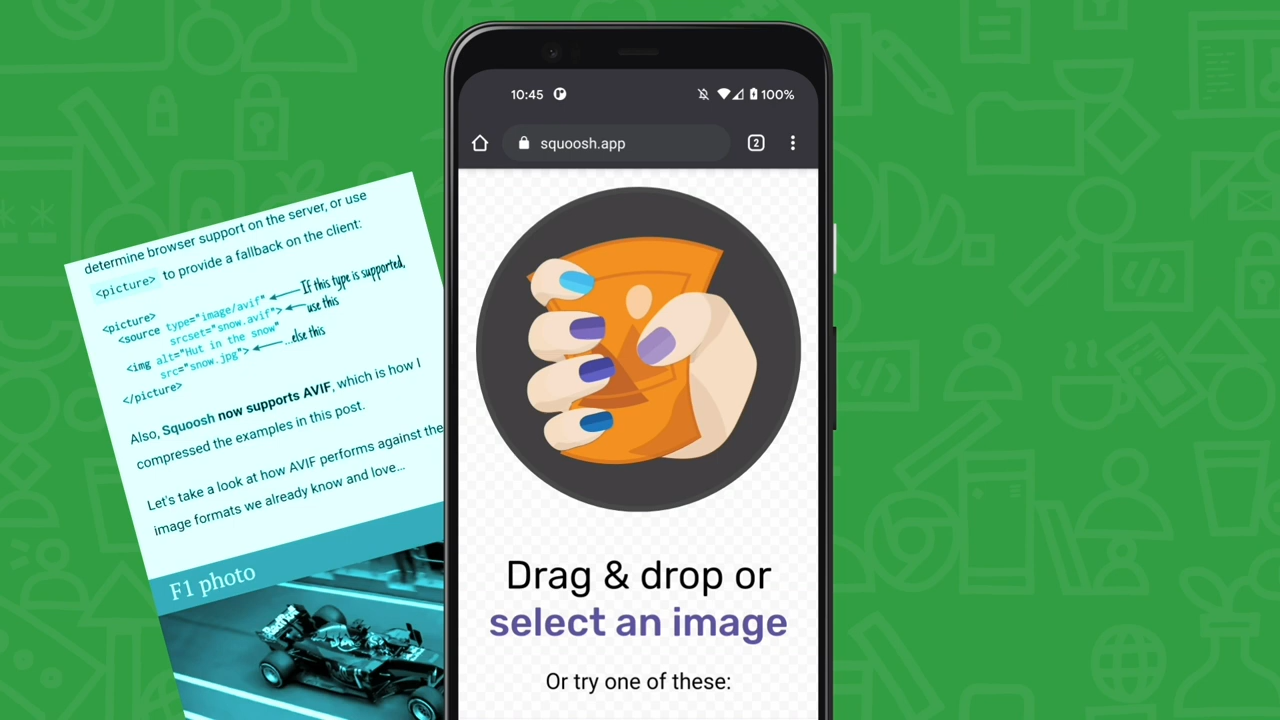 determine browser support on the server, or use
<picture> to provide a fallback on the client:
<picture>
<source type="image/avif"
srcset="snow.avif">
<img alt="Hut in the snow"
src="snow.jpg">
</picture>
If this type is supported,
use this
...else this
Also, Squoosh now supports AVIF, which is how I
compressed the examples in this post.
Let's take a look at how AVIF performs against the
image formats we already know and love...
F1 photo
10:45
100%
squoosh.app
2
Drag & drop or
select an image
Or try one of these: